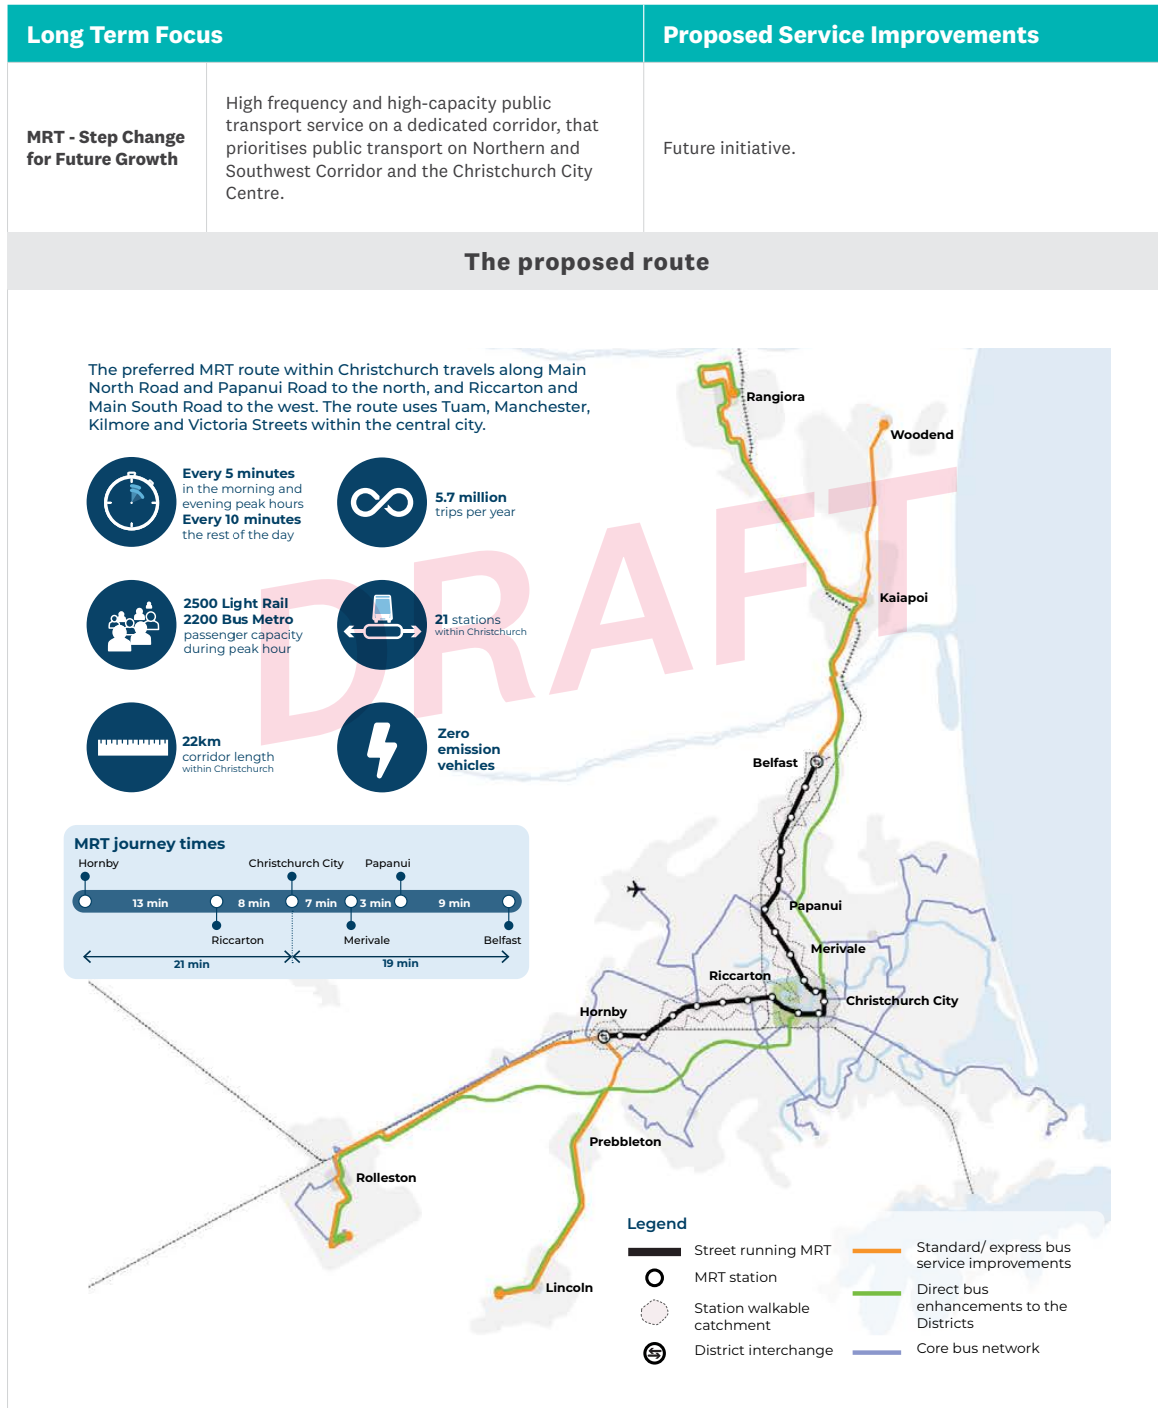 Long Term Focus
Proposed Service Improvements
MRT - Step Change
for Future Growth
High frequency and high-capacity public
transport service on a dedicated corridor, that
prioritises public transport on Northern and
Southwest Corridor and the Christchurch City
Centre.
Future initiative.
The proposed route
The preferred MRT route within Christchurch travels along Main
North Road and Papanui Road to the north, and Riccarton and
Main South Road to the west. The route uses Tuam, Manchester,
Kilmore and Victoria Streets within the central city.
Every 5 minutes
in the morning and
evening peak hours
Every 10 minutes
the rest of the day
5.7 million
trips per year
2500 Light Rail
2200 Bus Metro
passenger capacity
during peak hour
21 stations
within Christchurch
22km
corridor length
within Christchurch
Zero
emission
vehicles
DRAFT
MRT journey times
Hornby
Christchurch City
Papanui
13 min
8 min
7 min
3 min
9 min
Riccarton
Merivale
Belfast
21 min
19 min
Rangiora
Woodend
Kaiapoi
Belfast
Papanui
Merivale
Riccarton
Christchurch City
Hornby
Prebbleton
Rolleston
Lincoln
Legend
Street running MRT
MRT station
Station walkable
catchment
District interchange
Standard/ express bus
service improvements
Direct bus
enhancements to the
Districts
Core bus network